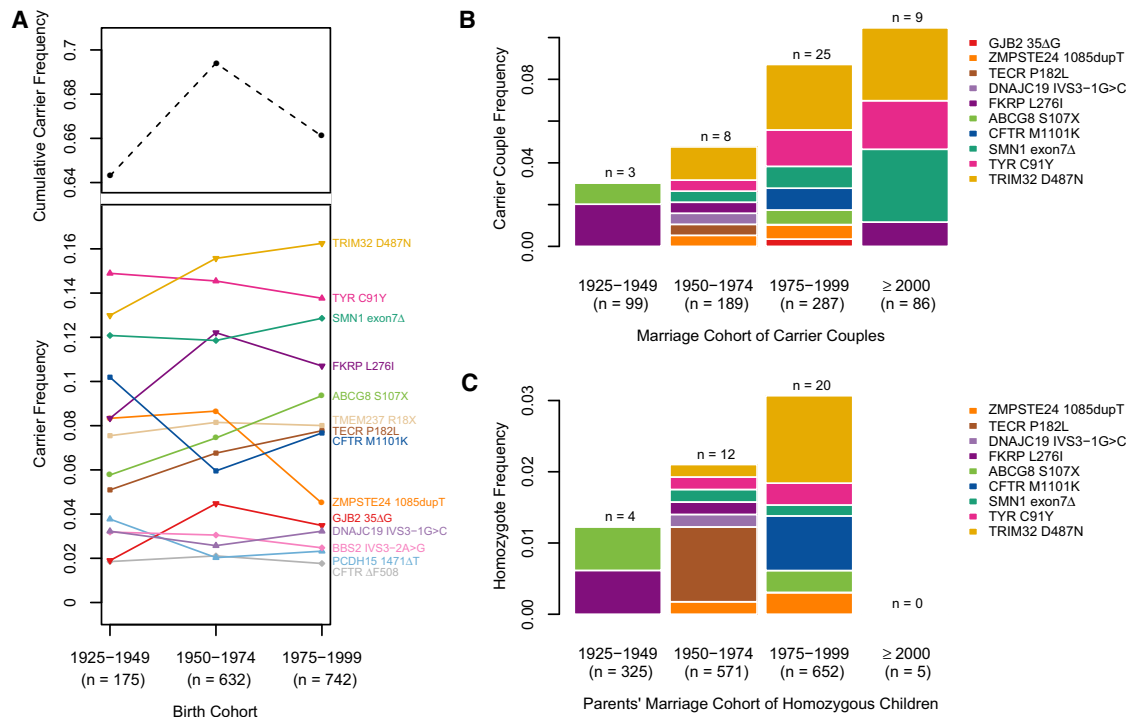 A
Cumulative Carrier Frequency
0.7
0.68
0.66
0.64
Carrier Frequency
0.16
0.14
0.12
0.1
0.08
0.06
0.04
0.02
0
TRIM32 D487N
TYR C91Y
SMN1 exon7Δ
FKRP L276I
ABCG8 S107X
TMEM237 R18X
TECR P182L
CFTR M1101K
ZMPSTE24 1085dupT
GJB2 35ΔG
DNAJC19 IVS3−1G>C
BBS2 IVS3−2A>G
PCDH15 1471ΔT
CFTR ΔF508
1925−1949 1950−1974 1975−1999
(n = 175) (n = 632) (n = 742)
Birth Cohort
B
Carrier Couple Frequency
0.08
0.04
0.00
n = 3
n = 8
n = 25
n = 9
1925−1949 1950−1974 1975−1999 ≥ 2000
(n = 99) (n = 189) (n = 287) (n = 86)
Marriage Cohort of Carrier Couples
GJB2 35ΔG
ZMPSTE24 1085dupT
TECR P182L
DNAJC19 IVS3−1G>C
FKRP L276I
ABCG8 S107X
CFTR M1101K
SMN1 exon7Δ
TYR C91Y
TRIM32 D487N
C
Homozygote Frequency
0.03
0.02
0.01
0.00
n = 4
n = 12
n = 20
n = 0
1925−1949 1950−1974 1975−1999 ≥ 2000
(n = 325) (n = 571) (n = 652) (n = 5)
Parents' Marriage Cohort of Homozygous Children
ZMPSTE24 1085dupT
TECR P182L
DNAJC19 IVS3−1G>C
FKRP L276I
ABCG8 S107X
CFTR M1101K
SMN1 exon7Δ
TYR C91Y
TRIM32 D487N